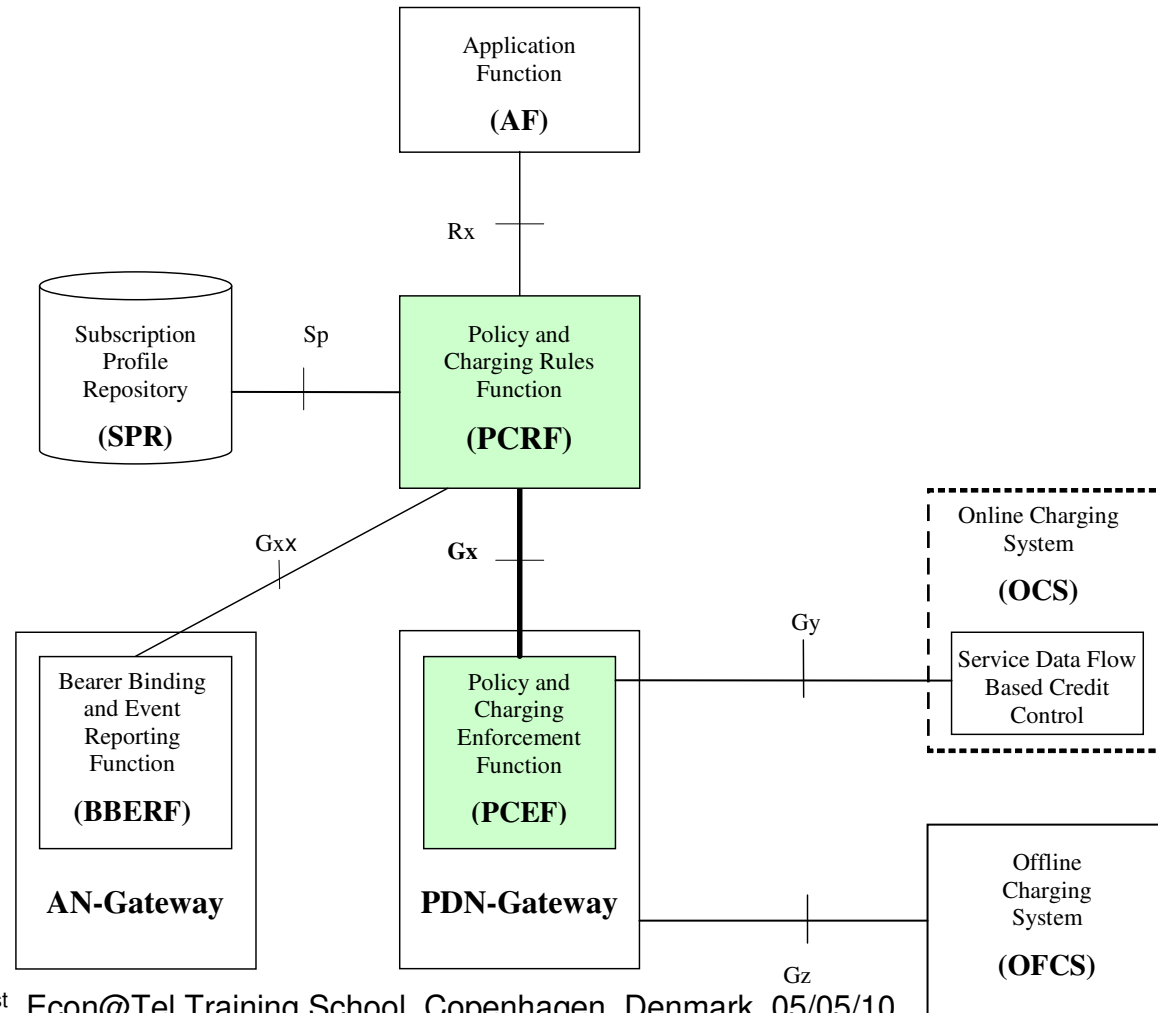 Application
Function
(AF)
Rx
Subscription
Profile
Repository
(SPR)
Sp
Policy and
Charging Rules
Function
(PCRF)
Gxx
Gx
Online Charging
System
(OCS)
Service Data Flow
Based Credit
Control
Gy
Bearer Binding
and Event
Reporting
Function
(BBERF)
AN-Gateway
Policy and
Charging
Enforcement
Function
(PCEF)
PDN-Gateway
Offline
Charging
System
(OFCS)
Gz
st Econ@Tel Training School, Copenhagen, Denmark, 05/05/10